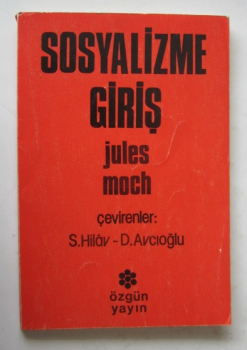 SOSYALİZME
GİRİŞ
jules
moch
çevirenler:
S.Hilâv - D.Avcıoğlu
özgün
yayın